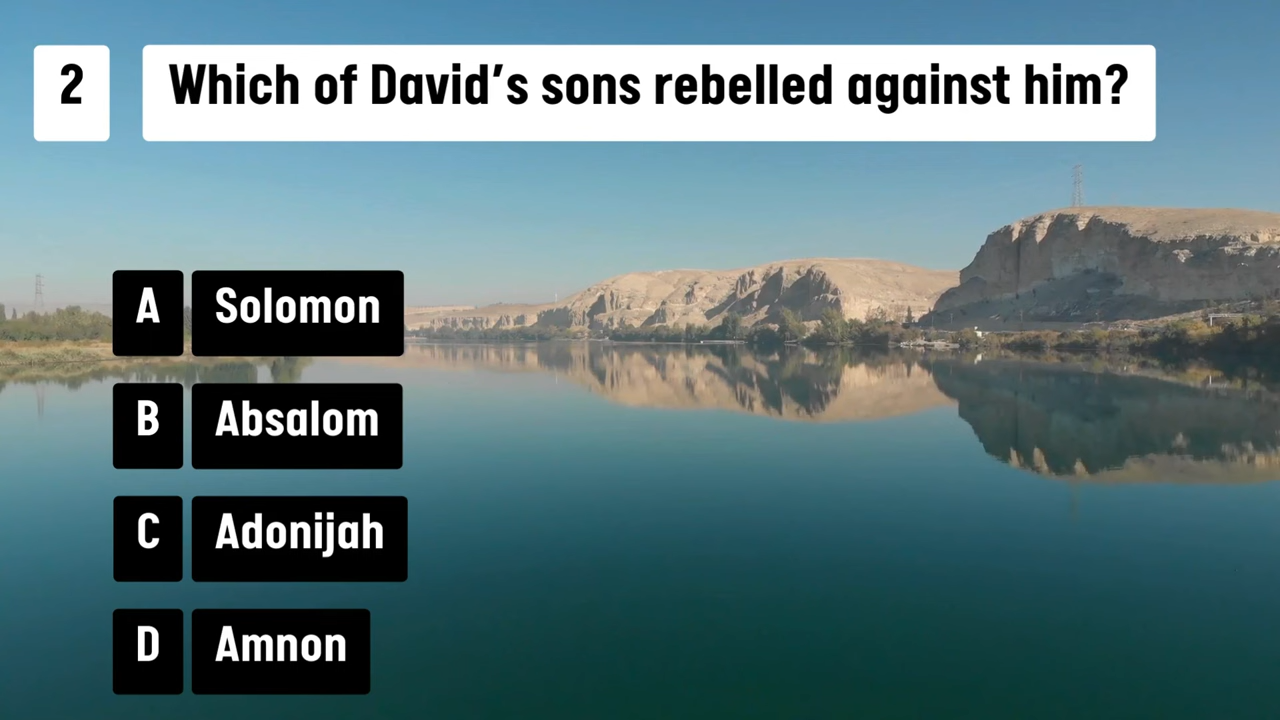 2 Which of David's sons rebelled against him?
A Solomon
B Absalom
C Adonijah
D Amnon